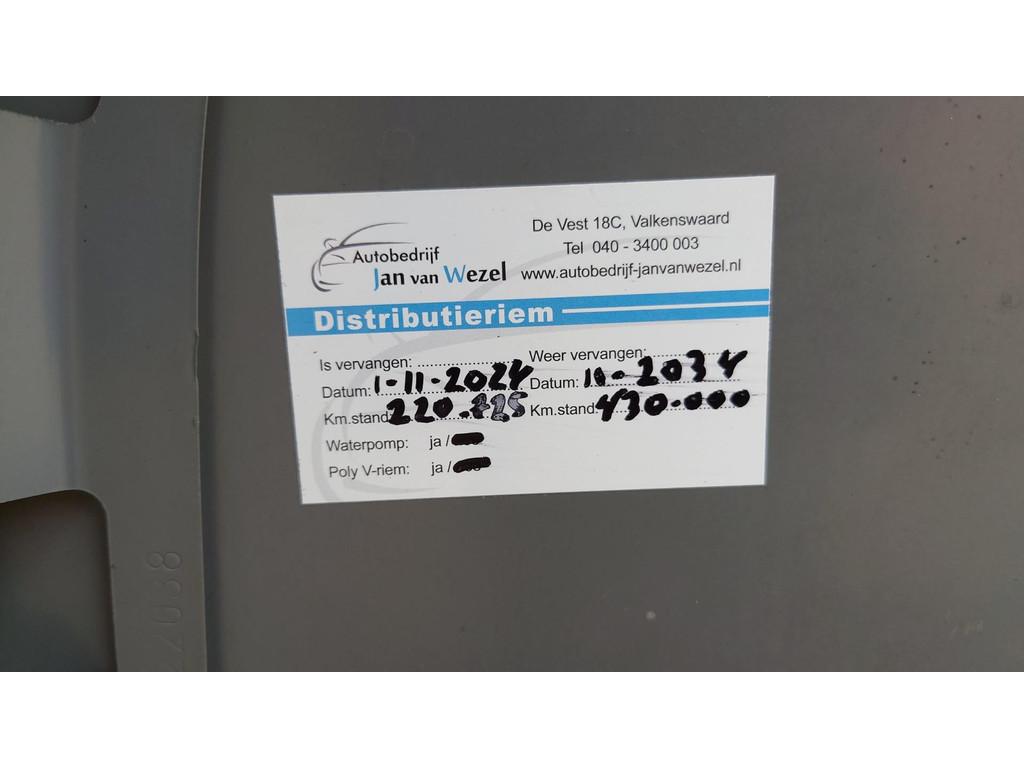 Autobedrijf
Jan van Wezel
De Vest 18C, Valkenswaard
Tel 040 - 3400 003
www.autobedrijf-janvanwezel.nl
Distributieriem
Is vervangen:
Datum: 1-11-2024
Km.stand: 220.
Waterpomp: ja /
Poly V-riem: ja /
Weer vervangen:
Datum: 11-2034
Km.stand 430.000
22038